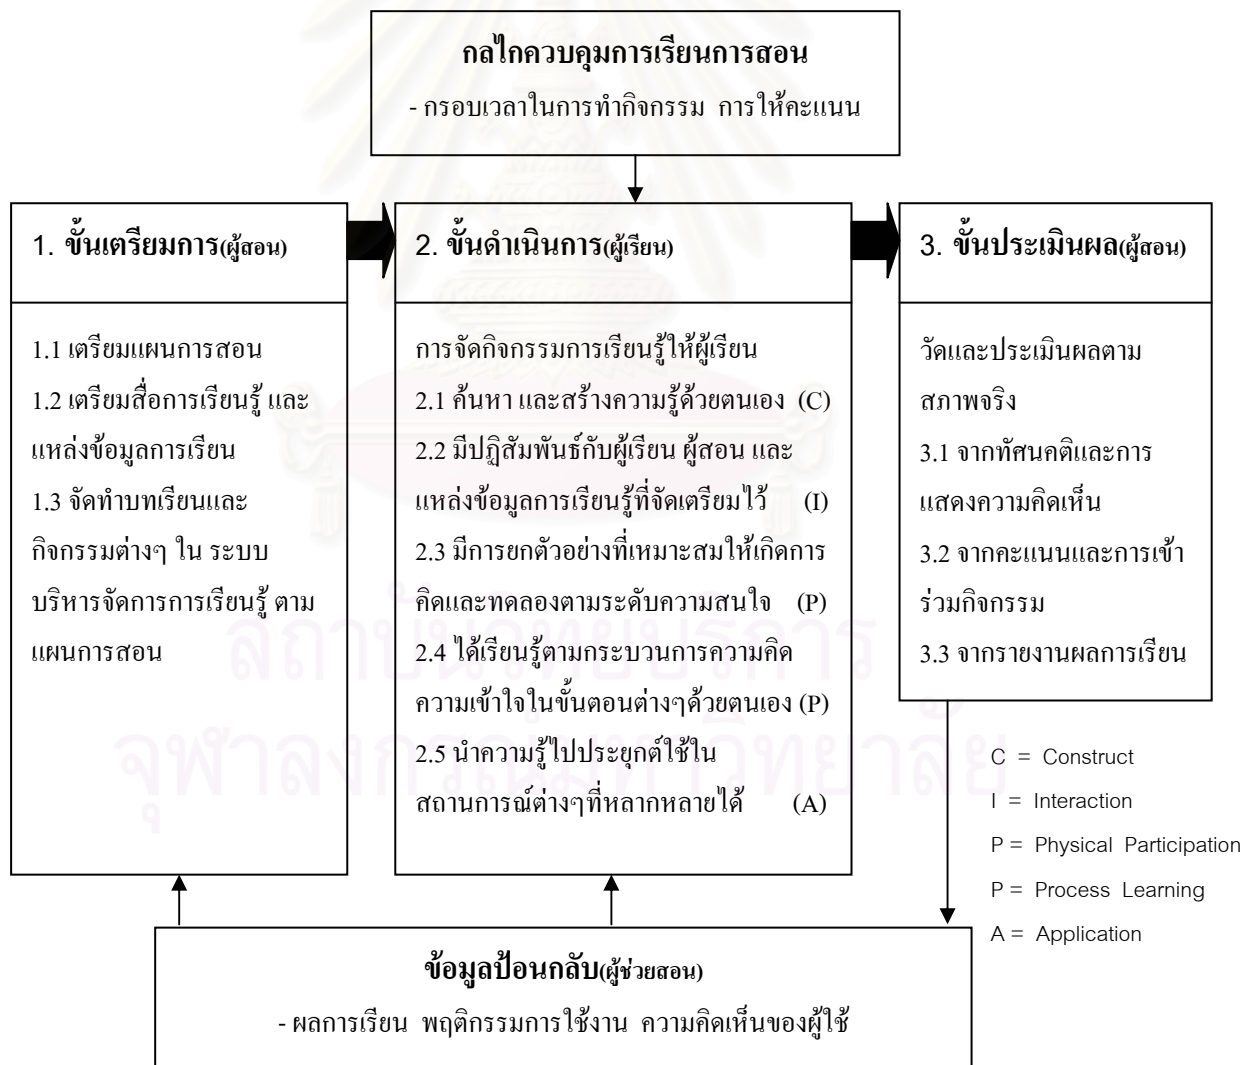 กลไกควบคุมการเรียนการสอน
- กรอบเวลาในการทำกิจกรรม การให้คะแนน
1. ขั้นเตรียมการ(ผู้สอน)
1.1 เตรียมแผนการสอน
1.2 เตรียมสื่อการเรียนรู้ และ
แหล่งข้อมูลการเรียน
1.3 จัดทำบทเรียนและ
กิจกรรมต่างๆ ใน ระบบ
บริหารจัดการการเรียนรู้ ตาม
แผนการสอน
2. ขั้นดำเนินการ(ผู้เรียน)
การจัดกิจกรรมการเรียนรู้ให้ผู้เรียน
2.1 ค้นหา และสร้างความรู้ด้วยตนเอง (C)
2.2 มีปฏิสัมพันธ์กับผู้เรียน ผู้สอน และ
แหล่งข้อมูลการเรียนรู้ที่จัดเตรียมไว้ (I)
2.3 มีการยกตัวอย่างที่เหมาะสมให้เกิดการ
คิดและทดลองตามระดับความสนใจ (P)
2.4 ได้เรียนรู้ตามกระบวนการความคิด
ความเข้าใจในขั้นตอนต่างๆด้วยตนเอง (P)
2.5 นำความรู้ไปประยุกต์ใช้ใน
สถานการณ์ต่างๆที่หลากหลายได้ (A)
3. ขั้นประเมินผล(ผู้สอน)
วัดและประเมินผลตาม
สภาพจริง
3.1 จากทัศนคติและการ
แสดงความคิดเห็น
3.2 จากคะแนนและการเข้า
ร่วมกิจกรรม
3.3 จากรายงานผลการเรียน
C = Construct
I = Interaction
P = Physical Participation
P = Process Learning
A = Application
ข้อมูลป้อนกลับ(ผู้ช่วยสอน)
- ผลการเรียน พฤติกรรมการใช้งาน ความคิดเห็นของผู้ใช้
สถาบันวิทยบริการ
จุฬาลงกรณ์มหาวิทยาลัย